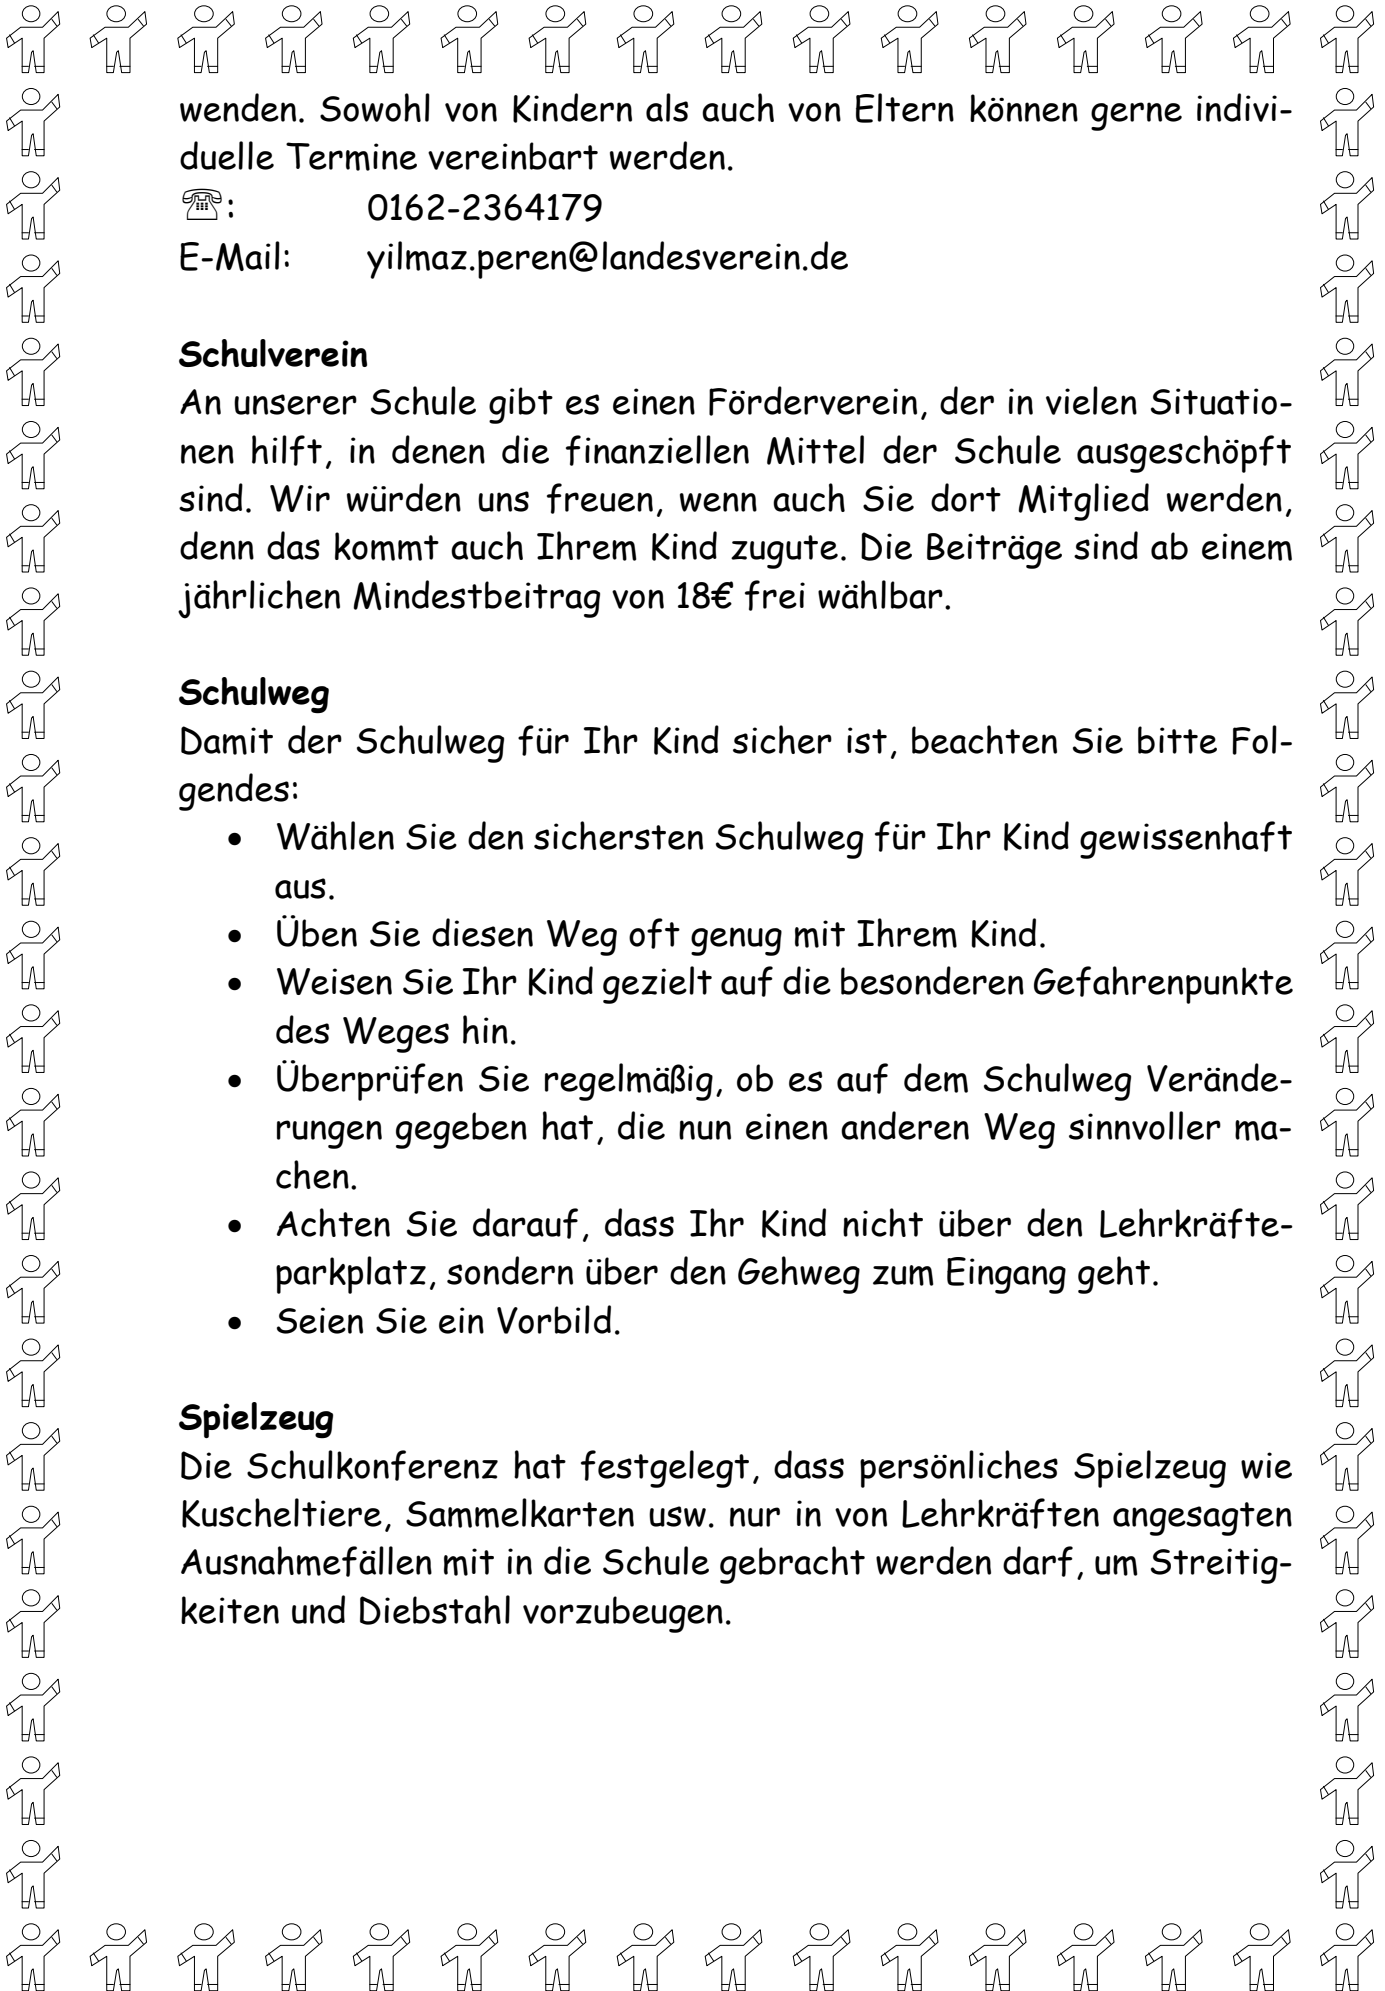 wenden. Sowohl von Kindern als auch von Eltern können gerne indivi-
duelle Termine vereinbart werden.
☎: 0162-2364179
E-Mail: yilmaz.peren@landesverein.de
Schulverein
An unserer Schule gibt es einen Förderverein, der in vielen Situatio-
nen hilft, in denen die finanziellen Mittel der Schule ausgeschöpft
sind. Wir würden uns freuen, wenn auch Sie dort Mitglied werden,
denn das kommt auch Ihrem Kind zugute. Die Beiträge sind ab einem
jährlichen Mindestbeitrag von 18€ frei wählbar.
Schulweg
Damit der Schulweg für Ihr Kind sicher ist, beachten Sie bitte Fol-
gendes:
• Wählen Sie den sichersten Schulweg für Ihr Kind gewissenhaft
aus.
• Üben Sie diesen Weg oft genug mit Ihrem Kind.
• Weisen Sie Ihr Kind gezielt auf die besonderen Gefahrenpunkte
des Weges hin.
• Überprüfen Sie regelmäßig, ob es auf dem Schulweg Verände-
rungen gegeben hat, die nun einen anderen Weg sinnvoller ma-
chen.
• Achten Sie darauf, dass Ihr Kind nicht über den Lehrkräfte-
parkplatz, sondern über den Gehweg zum Eingang geht.
• Seien Sie ein Vorbild.
Spielzeug
Die Schulkonferenz hat festgelegt, dass persönliches Spielzeug wie
Kuscheltiere, Sammelkarten usw. nur in von Lehrkräften angesagten
Ausnahmefällen mit in die Schule gebracht werden darf, um Streitig-
keiten und Diebstahl vorzubeugen.